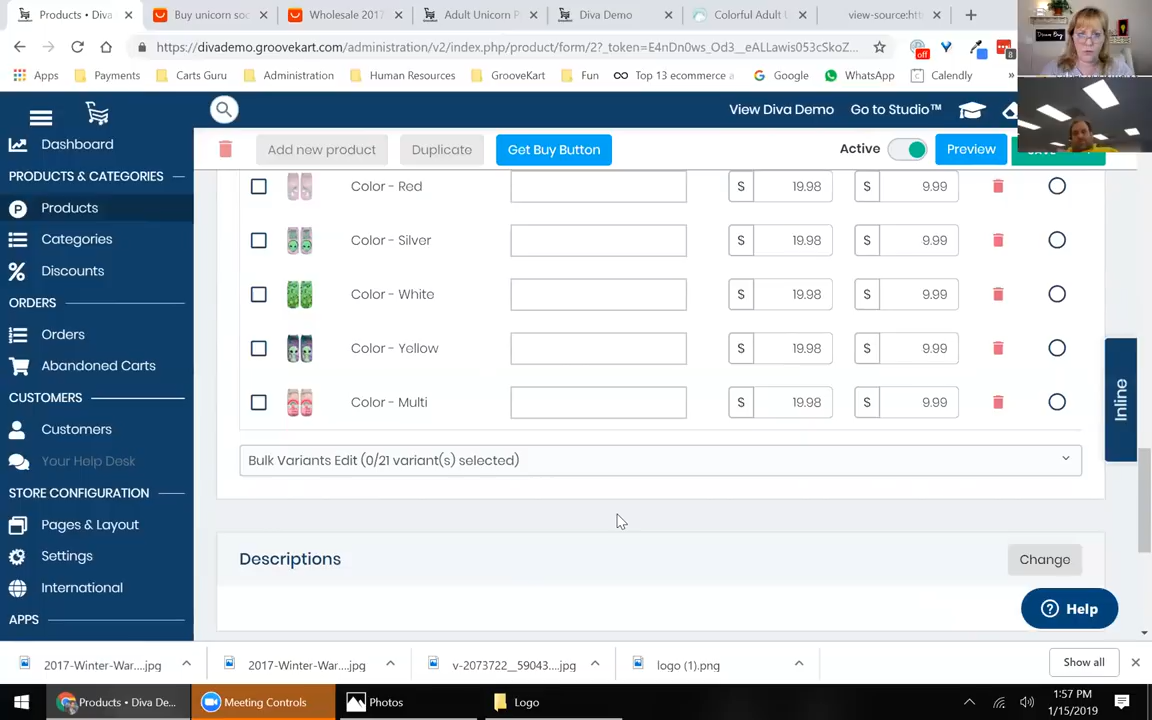 Products • Diva
Buy unicorn soc
Wholesale 2017
Adult Unicorn P
Diva Demo
Colorful Adult U
view-source:htt
https://divademo.groovekart.com/administration/v2/index.php/product/form/2?_token=E4nDn0ws_Od3__eALLawis053cSkoZ...
off
8
Apps
Payments
Carts Guru
Administration
Human Resources
GrooveKart
Fun
Top 13 ecommerce a
Google
WhatsApp
Calendly
»
View Diva Demo
Go to Studio™
Dashboard
PRODUCTS & CATEGORIES
Products
Categories
Discounts
ORDERS
Orders
Abandoned Carts
CUSTOMERS
Customers
Your Help Desk
STORE CONFIGURATION
Pages & Layout
Settings
International
APPS
Add new product
Duplicate
Get Buy Button
Active
Preview
Color - Red
$ 19.98
$ 9.99
Color - Silver
$ 19.98
$ 9.99
Color - White
$ 19.98
$ 9.99
Color - Yellow
$ 19.98
$ 9.99
Color - Multi
$ 19.98
$ 9.99
Bulk Variants Edit (0/21 variant(s) selected)
Inline
Descriptions
Change
Help
2017-Winter-War....jpg
2017-Winter-War....jpg
v-2073722__59043....jpg
logo (1).png
Show all
Products • Diva De...
Meeting Controls
Photos
Logo
1:57 PM
1/15/2019